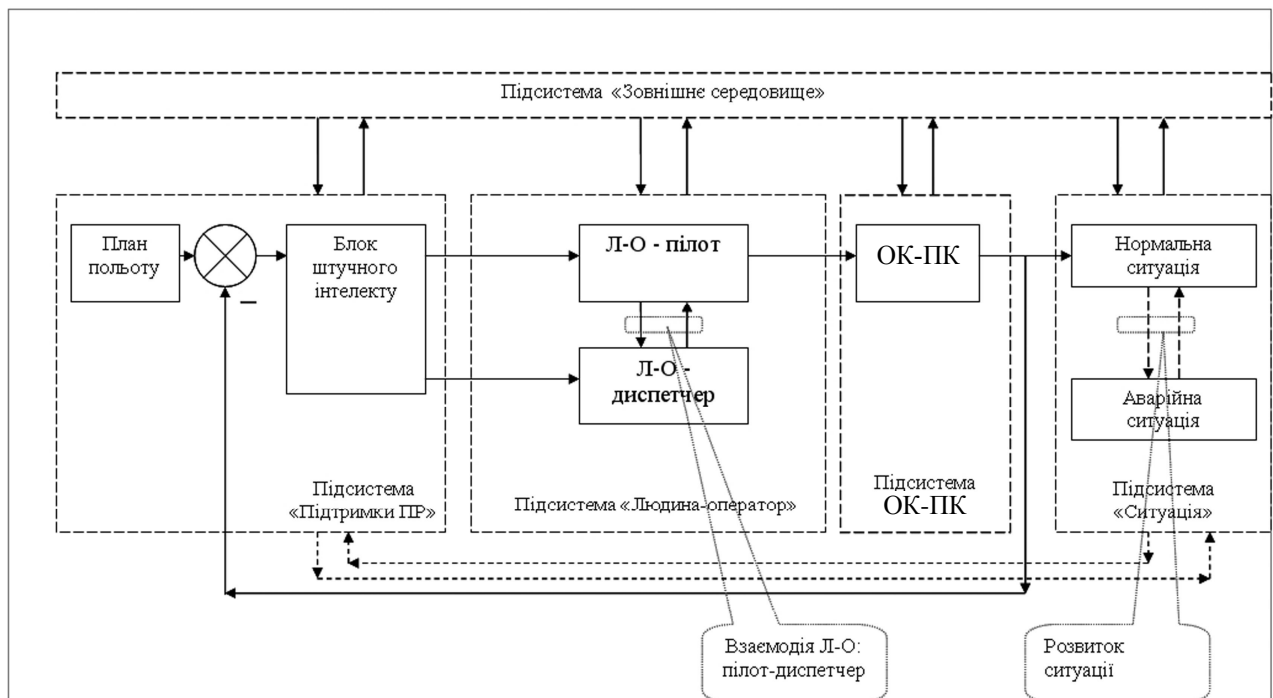 Підсистема «Зовнішнє середовище»
План
польоту
Блок
штучного
інтелекту
Л-О - пілот
ОК-ПК
Нормальна
ситуація
Л-О -
диспетчер
Аварійна
ситуація
Підсистема
«Підтримки ПР»
Підсистема «Людина-оператор»
Підсистема
ОК-ПК
Підсистема
«Ситуація»
Взаємодія Л-О:
пілот-диспетчер
Розвиток
ситуації